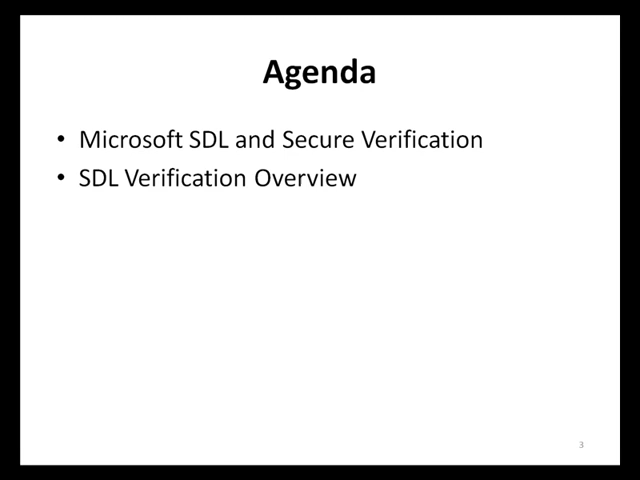 Agenda
• Microsoft SDL and Secure Verification
• SDL Verification Overview
3